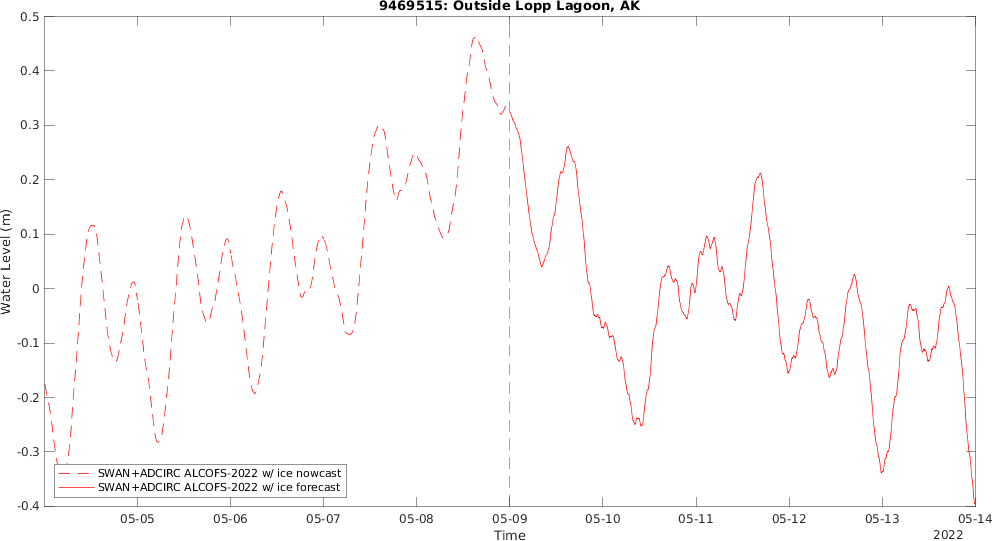 9469515: Outside Lopp Lagoon, AK
Water Level (m)
0.5
0.4
0.3
0.2
0.1
0
-0.1
-0.2
-0.3
-0.4
SWAN+ADCIRC ALCOFS-2022 w/ ice nowcast
SWAN+ADCIRC ALCOFS-2022 w/ ice forecast
05-05 05-06 05-07 05-08 05-09 05-10 05-11 05-12 05-13 05-14
Time
2022